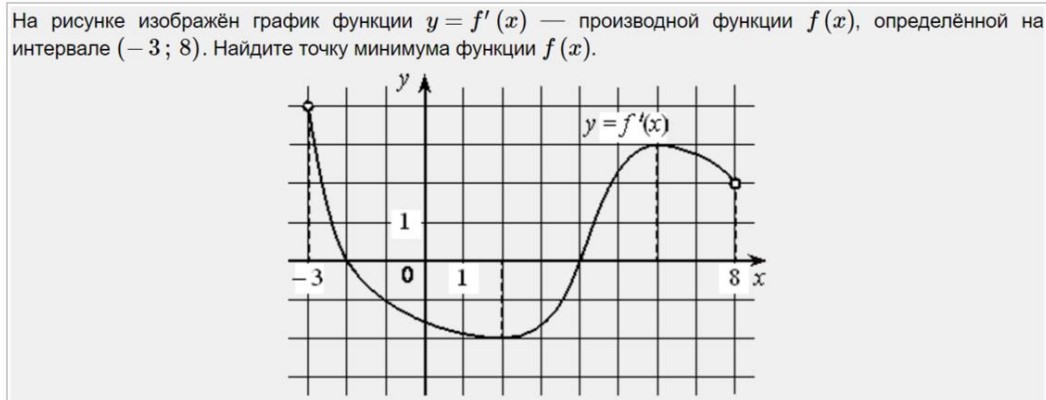 На рисунке изображён график функции y = f′ (x) — производной функции f (x), определённой на
интервале (− 3 ; 8). Найдите точку минимума функции f (x).
y
y = f ′(x)
1
−3
0
1
8
x